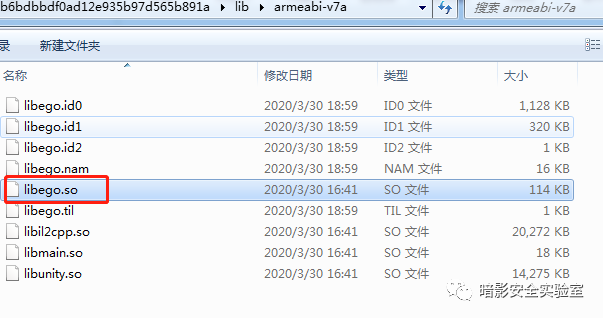 b6bdbbdf0ad12e935b97d565b891a ▸ lib ▸ armeabi-v7a 搜索 armeabi-v7a
录 新建文件夹
名称 修改日期 类型 大小
libego.id0 2020/3/30 18:59 ID0 文件 1,128 KB
libego.id1 2020/3/30 18:59 ID1 文件 320 KB
libego.id2 2020/3/30 18:59 ID2 文件 1 KB
libego.nam 2020/3/30 18:59 NAM 文件 16 KB
libego.so 2020/3/30 16:41 SO 文件 114 KB
libego.til 2020/3/30 18:59 TIL 文件 1 KB
libil2cpp.so 2020/3/30 16:41 SO 文件 20,272 KB
libmain.so 2020/3/30 16:41 SO 文件 18 KB
libunity.so 2020/3/30 16:41 SO 文件 14,275 KB
暗影安全实验室